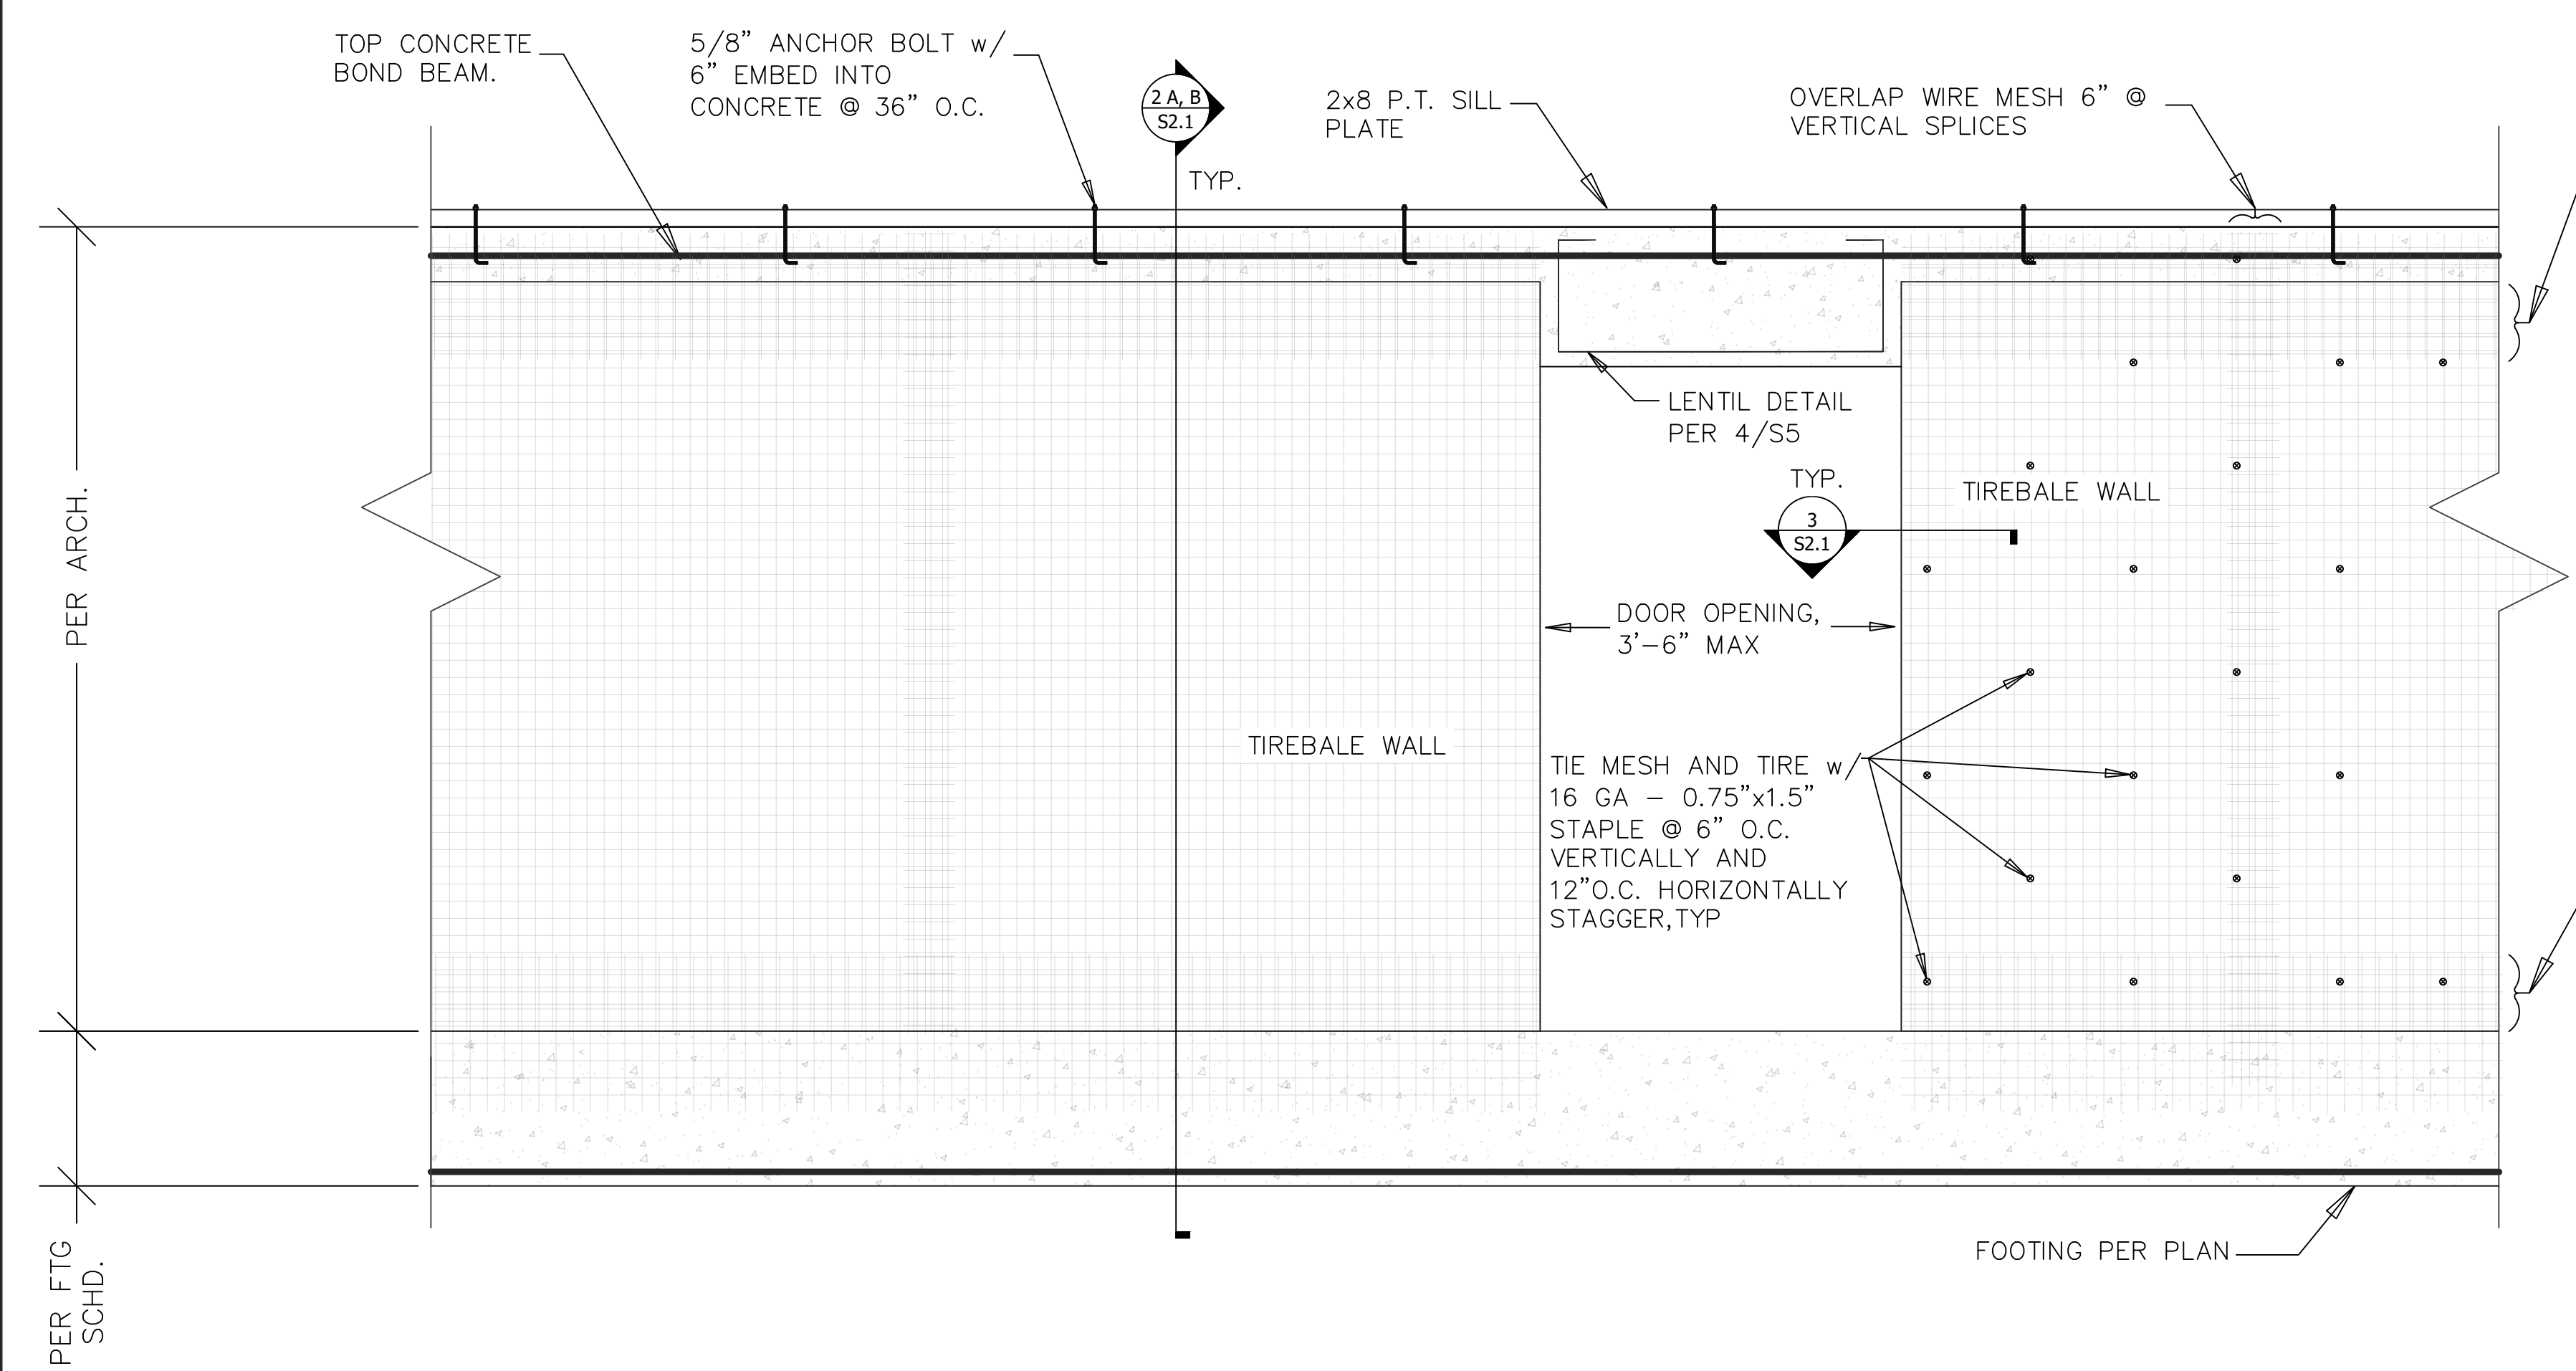 TOP CONCRETE
BOND BEAM.
5/8” ANCHOR BOLT w/
6” EMBED INTO
CONCRETE @ 36” O.C.
2 A, B
S2.1
TYP.
2x8 P.T. SILL
PLATE
OVERLAP WIRE MESH 6” @
VERTICAL SPLICES
LENTIL DETAIL
PER 4/S5
TYP.
3
S2.1
TIREBALE WALL
PER ARCH.
DOOR OPENING,
3’-6” MAX
TIREBALE WALL
TIE MESH AND TIRE w/
16 GA – 0.75”x1.5”
STAPLE @ 6” O.C.
VERTICALLY AND
12”O.C. HORIZONTALLY
STAGGER,TYP
FOOTING PER PLAN
PER FTG
SCHD.